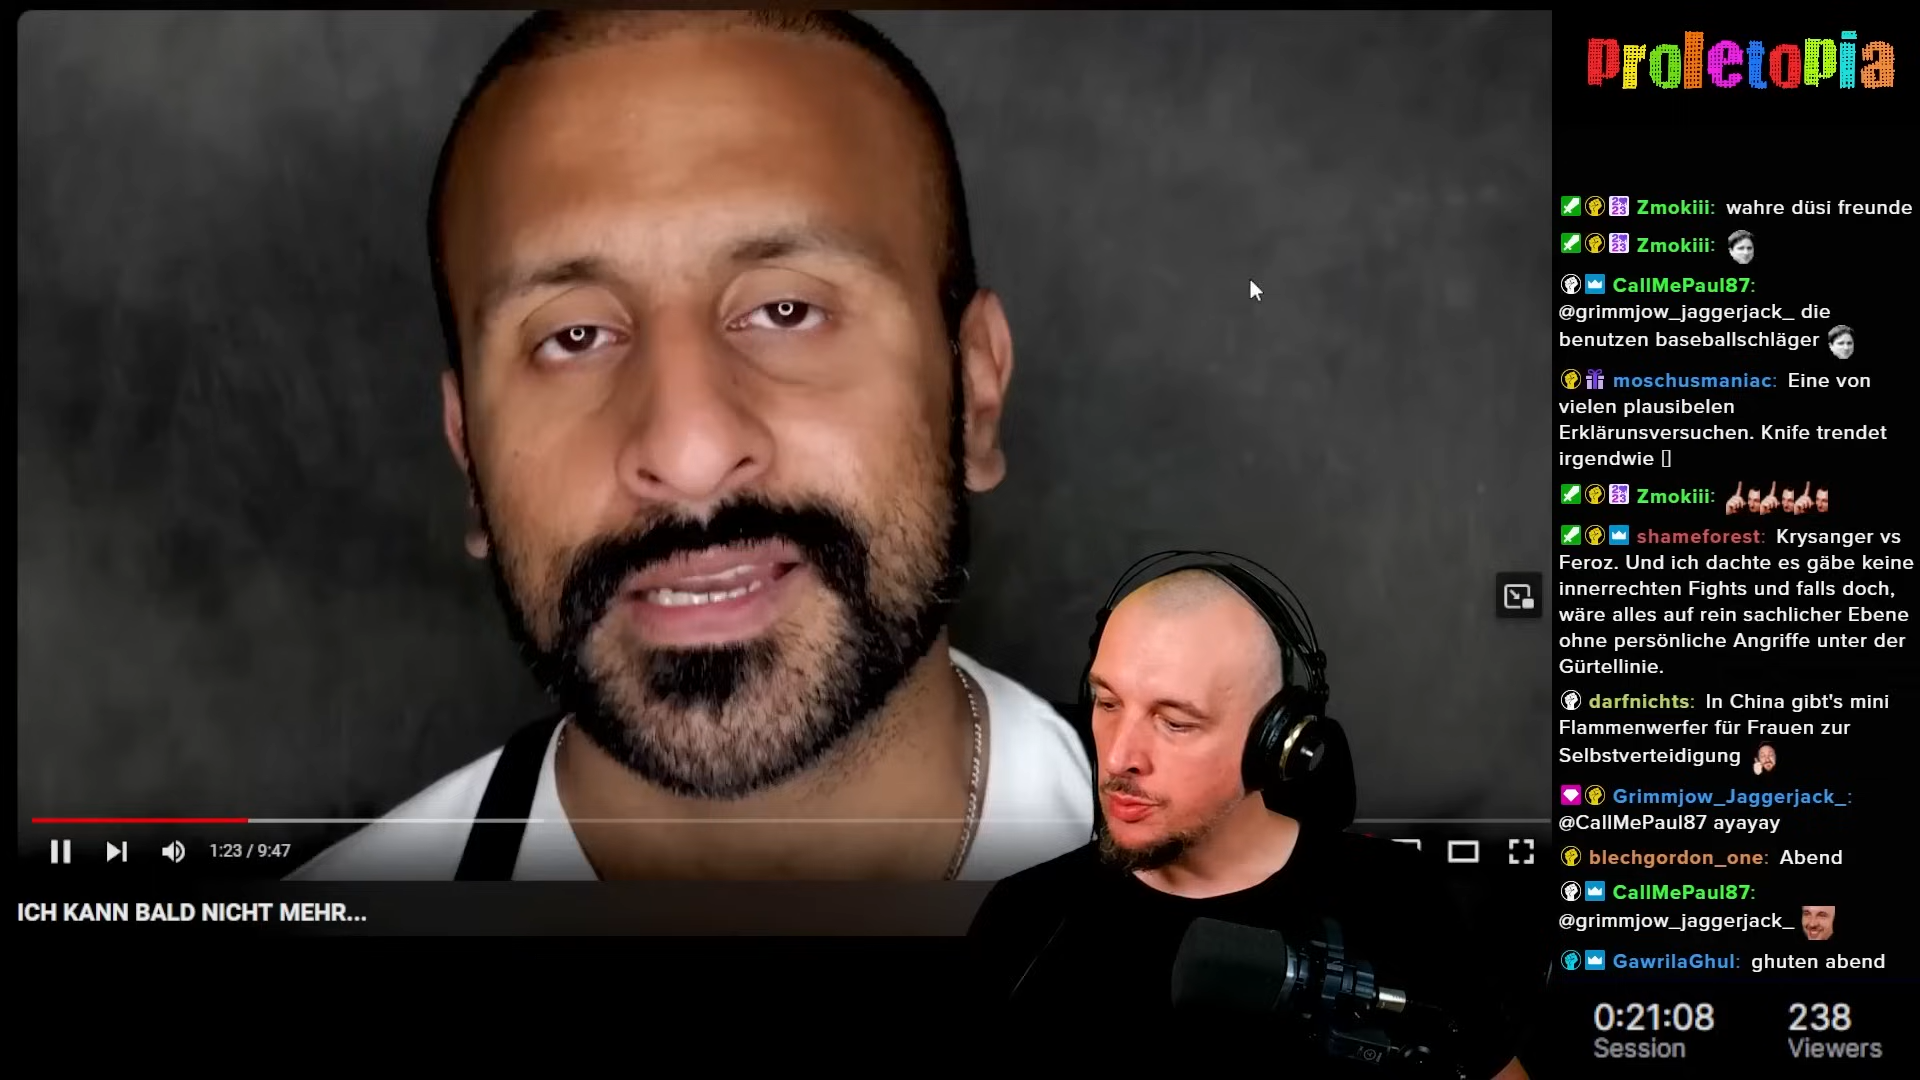 proletopia
Zmokiii: wahre düsi freunde
Zmokiii:
CallMePaul87:
@grimmjow_jaggerjack_ die
benutzen baseballschläger
moschusmaniac: Eine von
vielen plausibelen
Erklärunsversuchen. Knife trendet
irgendwie []
Zmokiii:
shameforest: Krysanger vs
Feroz. Und ich dachte es gäbe keine
innerrechten Fights und falls doch,
wäre alles auf rein sachlicher Ebene
ohne persönliche Angriffe unter der
Gürtellinie.
darfnichts: In China gibt's mini
Flammenwerfer für Frauen zur
Selbstverteidigung
Grimmjow_Jaggerjack_:
@CallMePaul87 ayayay
blechgordon_one: Abend
CallMePaul87:
@grimmjow_jaggerjack_
GawrilaGhul: ghuten abend
0:21:08 238
Session Viewers
1:23 / 9:47
ICH KANN BALD NICHT MEHR...